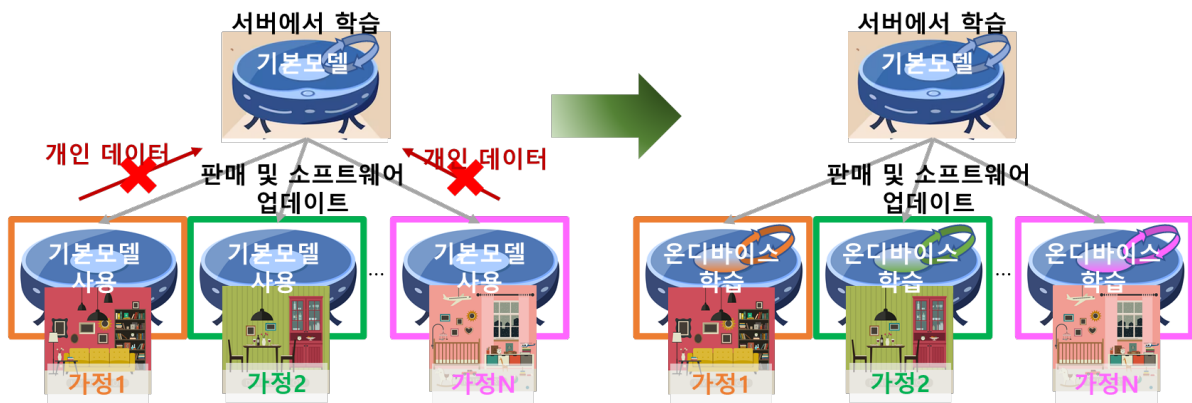 서버에서 학습
기본모델
개인 데이터
개인 데이터
판매 및 소프트웨어
업데이트
기본모델
사용
기본모델
사용
...
기본모델
사용
가정1
가정2
가정N
서버에서 학습
기본모델
판매 및 소프트웨어
업데이트
온디바이스
학습
온디바이스
학습
...
온디바이스
학습
가정1
가정2
가정N